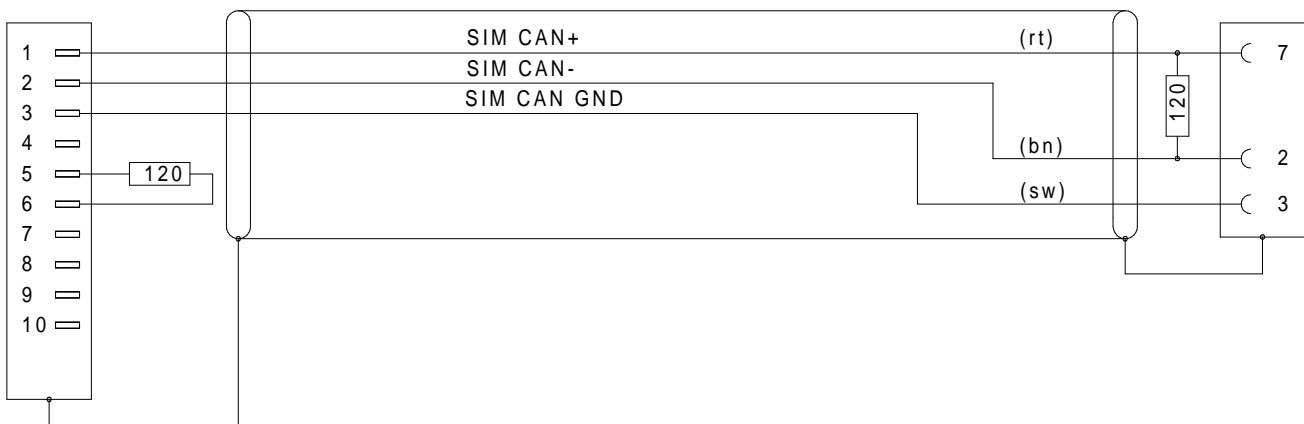 SIM CAN+ (rt)
1 7
SIM CAN-
2
SIM CAN GND
3 120
4
(bn)
2
5 120
(sw)
6 3
7
8
9
10